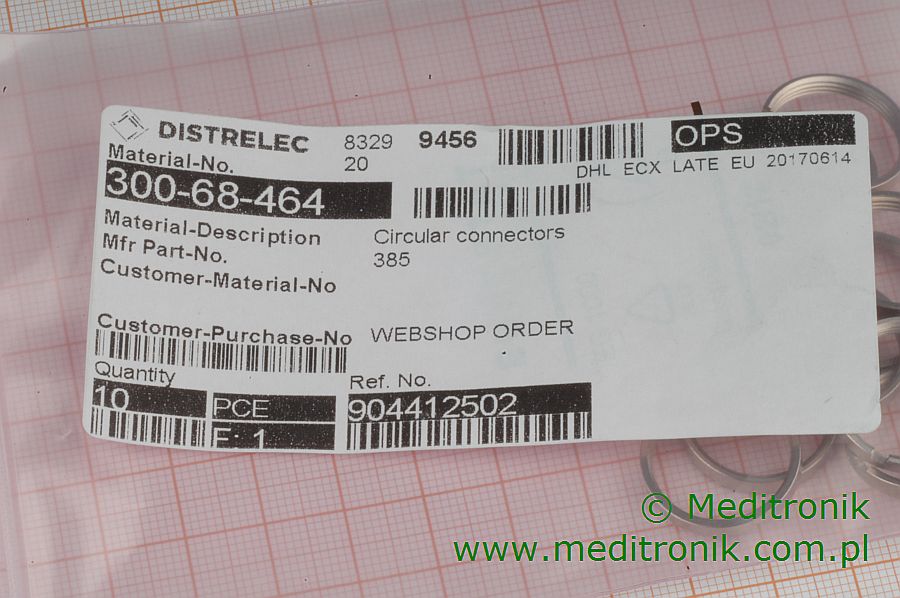 DISTRELEC 8329 9456 OPS
20
DHL ECX LATE EU 20170614
Material-No.
300-68-464
Material-Description Circular connectors
Mfr Part-No. 385
Customer-Material-No
Customer-Purchase-No WEBSHOP ORDER
Quantity Ref. No.
10 PCE 904412502
F: 1
© Meditronik
www.meditronik.com.pl